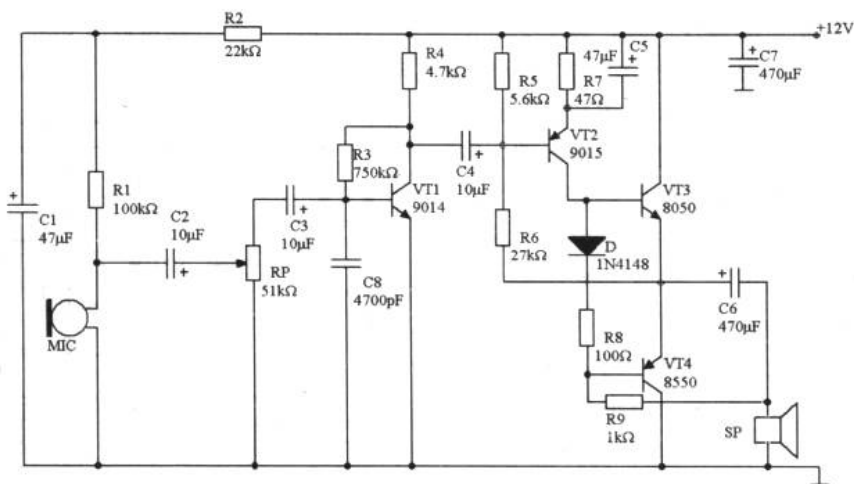 R2
22kΩ
+12V
R4
4.7kΩ
R5
5.6kΩ
47μF
C5
R7
47Ω
C7
+
470μF
+
VT2
9015
R3
750kΩ
C4
+
10μF
VT1
9014
VT3
8050
R1
100kΩ
+
C1
47μF
C2
10μF
+
C3
+
10μF
RP
51kΩ
C8
4700pF
R6
27kΩ
D
1N4148
+
C6
470μF
MIC
R8
100Ω
VT4
8550
R9
1kΩ
SP